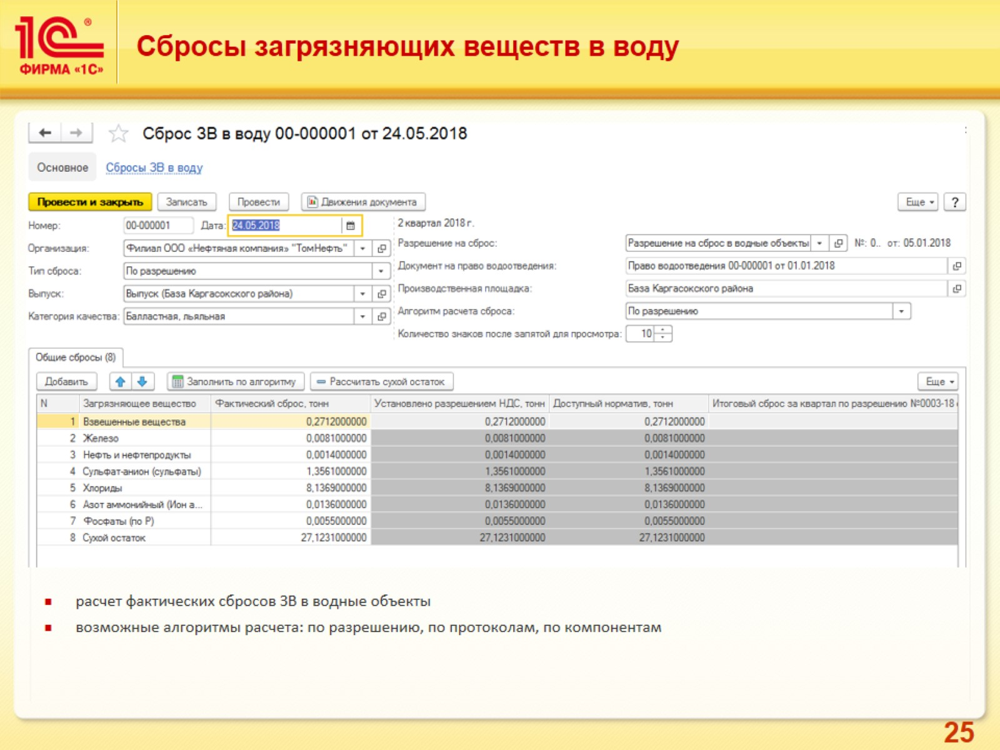 1С®
ФИРМА «1С»
Сбросы загрязняющих веществ в воду
Сброс ЗВ в воду 00-000001 от 24.05.2018
Основное Сбросы ЗВ в воду
Провести и закрыть Записать Провести Движения документа Еще ?
Номер: 00-000001 Дата: 24.05.2018 2 квартал 2018 г.
Организация: Филиал ООО «Нефтяная компания» "ТомНефть" Разрешение на сброс: Разрешение на сброс в водные объекты №: 0.. от: 05.01.2018
Тип сброса: По разрешению Документ на право водоотведения: Право водоотведения 00-000001 от 01.01.2018
Выпуск: Выпуск (База Каргасокского района) Производственная площадка: База Каргасокского района
Категория качества: Балластная, льяльная Алгоритм расчета сброса: По разрешению
Количество знаков после запятой для просмотра: 10
Общие сбросы (8)
Добавить Заполнить по алгоритму Рассчитать сухой остаток Еще
N Загрязняющее вещество Фактический сброс, тонн Установлено разрешением НДС, тонн Доступный норматив, тонн Итоговый сброс за квартал по разрешению №0003-18
1 Взвешенные вещества 0,2712000000 0,2712000000 0,2712000000
2 Железо 0,0081000000 0,0081000000 0,0081000000
3 Нефть и нефтепродукты 0,0014000000 0,0014000000 0,0014000000
4 Сульфат-анион (сульфаты) 1,3561000000 1,3561000000 1,3561000000
5 Хлориды 8,1369000000 8,1369000000 8,1369000000
6 Азот аммонийный (Ион а... 0,0136000000 0,0136000000 0,0136000000
7 Фосфаты (по Р) 0,0055000000 0,0055000000 0,0055000000
8 Сухой остаток 27,1231000000 27,1231000000 27,1231000000
расчет фактических сбросов ЗВ в водные объекты
возможные алгоритмы расчета: по разрешению, по протоколам, по компонентам
25